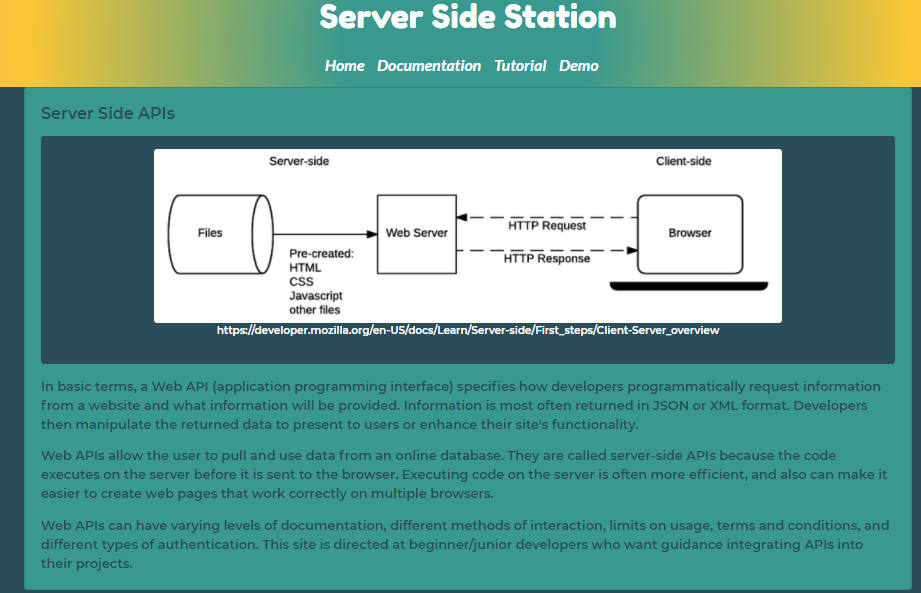 Server Side Station
Home Documentation Tutorial Demo
Server Side APIs
Server-side
Client-side
Files
Web Server
HTTP Request
Browser
HTTP Response
Pre-created:
HTML
CSS
Javascript
other files
https://developer.mozilla.org/en-US/docs/Learn/Server-side/First_steps/Client-Server_overview
In basic terms, a Web API (application programming interface) specifies how developers programmatically request information
from a website and what information will be provided. Information is most often returned in JSON or XML format. Developers
then manipulate the returned data to present to users or enhance their site's functionality.
Web APIs allow the user to pull and use data from an online database. They are called server-side APIs because the code
executes on the server before it is sent to the browser. Executing code on the server is often more efficient, and also can make it
easier to create web pages that work correctly on multiple browsers.
Web APIs can have varying levels of documentation, different methods of interaction, limits on usage, terms and conditions, and
different types of authentication. This site is directed at beginner/junior developers who want guidance integrating APIs into
their projects.